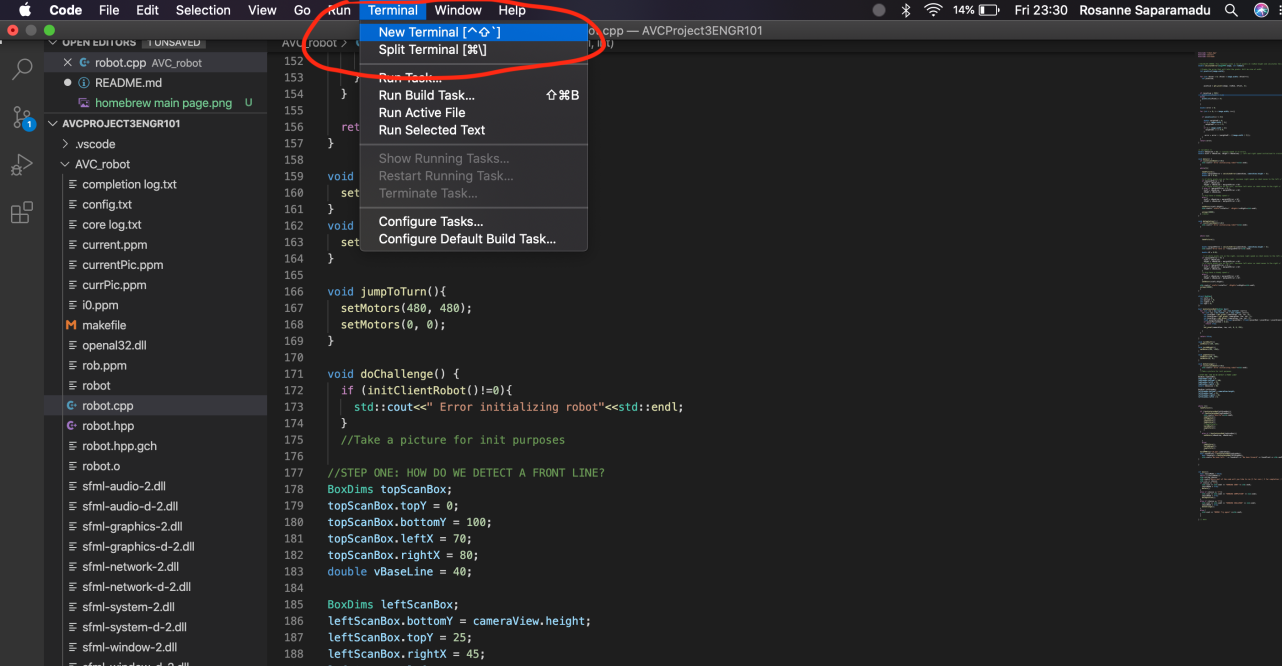 Code File Edit Selection View Go Run Terminal Window Help 14% Fri 23:30 Rosanne Saparamadu
New Terminal [^⇧`]
Split Terminal [⌘\]
Run Task...
Run Build Task... ⇧⌘B
Run Active File
Run Selected Text
Show Running Tasks...
Restart Running Task...
Terminate Task...
Configure Tasks...
Configure Default Build Task...
.cpp — AVCProject3ENGR101
OPEN EDITORS 1 UNSAVED
robot.cpp AVC_robot
README.md
homebrew main page.png U
AVCPROJECT3ENGR101
.vscode
AVC_robot
completion log.txt
config.txt
core log.txt
current.ppm
currentPic.ppm
currPic.ppm
i0.ppm
makefile
openal32.dll
rob.ppm
robot
robot.cpp
robot.hpp
robot.hpp.gch
robot.o
sfml-audio-2.dll
sfml-audio-d-2.dll
sfml-graphics-2.dll
sfml-graphics-d-2.dll
sfml-network-2.dll
sfml-network-d-2.dll
sfml-system-2.dll
sfml-system-d-2.dll
sfml-window-2.dll
sfml-window-d-2.dll
1
AVC_robot
152
153 }
154 }
155
156 ret
157 }
158
159 void
160 set
161 }
162 void
163 set
164 }
165
166 void jumpToTurn(){
167 setMotors(480, 480);
168 setMotors(0, 0);
169 }
170
171 void doChallenge() {
172 if (initClientRobot()!=0){
173 std::cout<<" Error initializing robot"<<std::endl;
174 }
175 //Take a picture for init purposes
176
177 //STEP ONE: HOW DO WE DETECT A FRONT LINE?
178 BoxDims topScanBox;
179 topScanBox.topY = 0;
180 topScanBox.bottomY = 100;
181 topScanBox.leftX = 70;
182 topScanBox.rightX = 80;
183 double vBaseLine = 40;
184
185 BoxDims leftScanBox;
186 leftScanBox.bottomY = cameraView.height;
187 leftScanBox.topY = 25;
188 leftScanBox.rightX = 45;